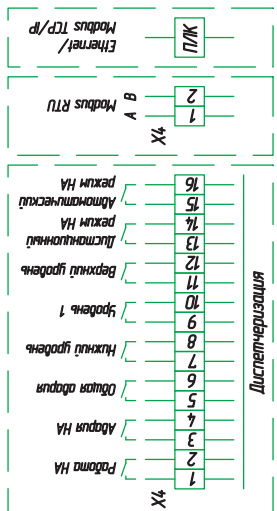 X4
Работа НА
1
2
Авария НА
3
4
Общая авария
5
6
Нижний уровень
7
8
Уровень 1
9
10
Верхний уровень
11
12
Дистанционный
режим НА
13
14
Автоматический
режим НА
15
16
Диспетчеризация
X4
Modbus RTU
A
B
1
2
Ethernet/
Modbus TCP/IP
ПЛК